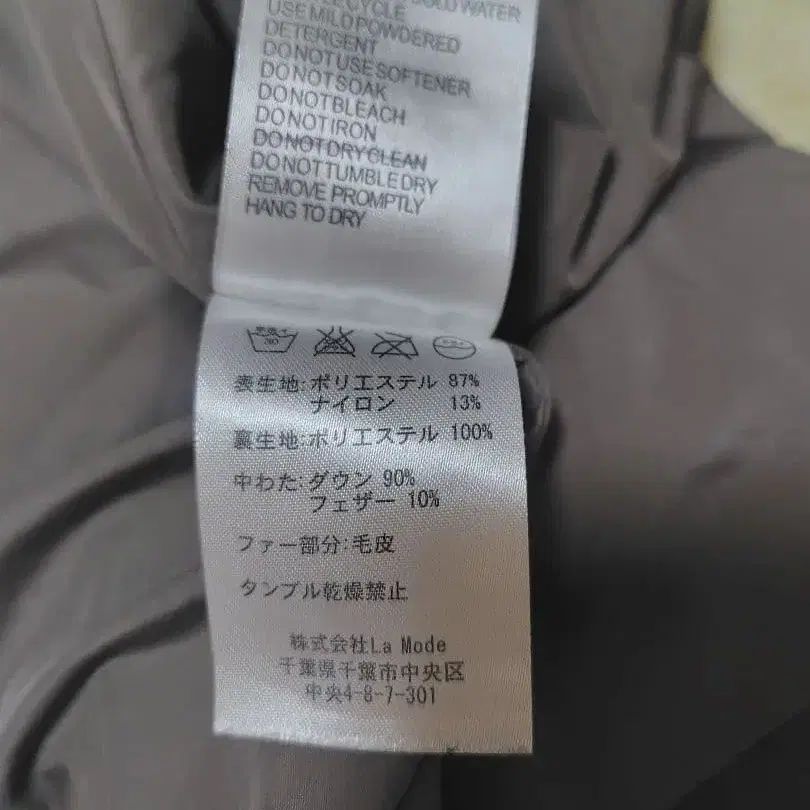 COLD WATER
CYCLE
USE MILD POWDERED
DETERGENT
DO NOT USE SOFTENER
DO NOT SOAK
DO NOT BLEACH
DO NOT IRON
DO NOT DRY CLEAN
DO NOT TUMBLE DRY
REMOVE PROMPTLY
HANG TO DRY
30
表生地:ポリエステル 87%
ナイロン 13%
裏生地:ポリエステル 100%
中わた:ダウン 90%
フェザー 10%
ファー部分:毛皮
タンブル乾燥禁止
株式会社La Mode
千葉県千葉市中央区
中央4-8-7-301